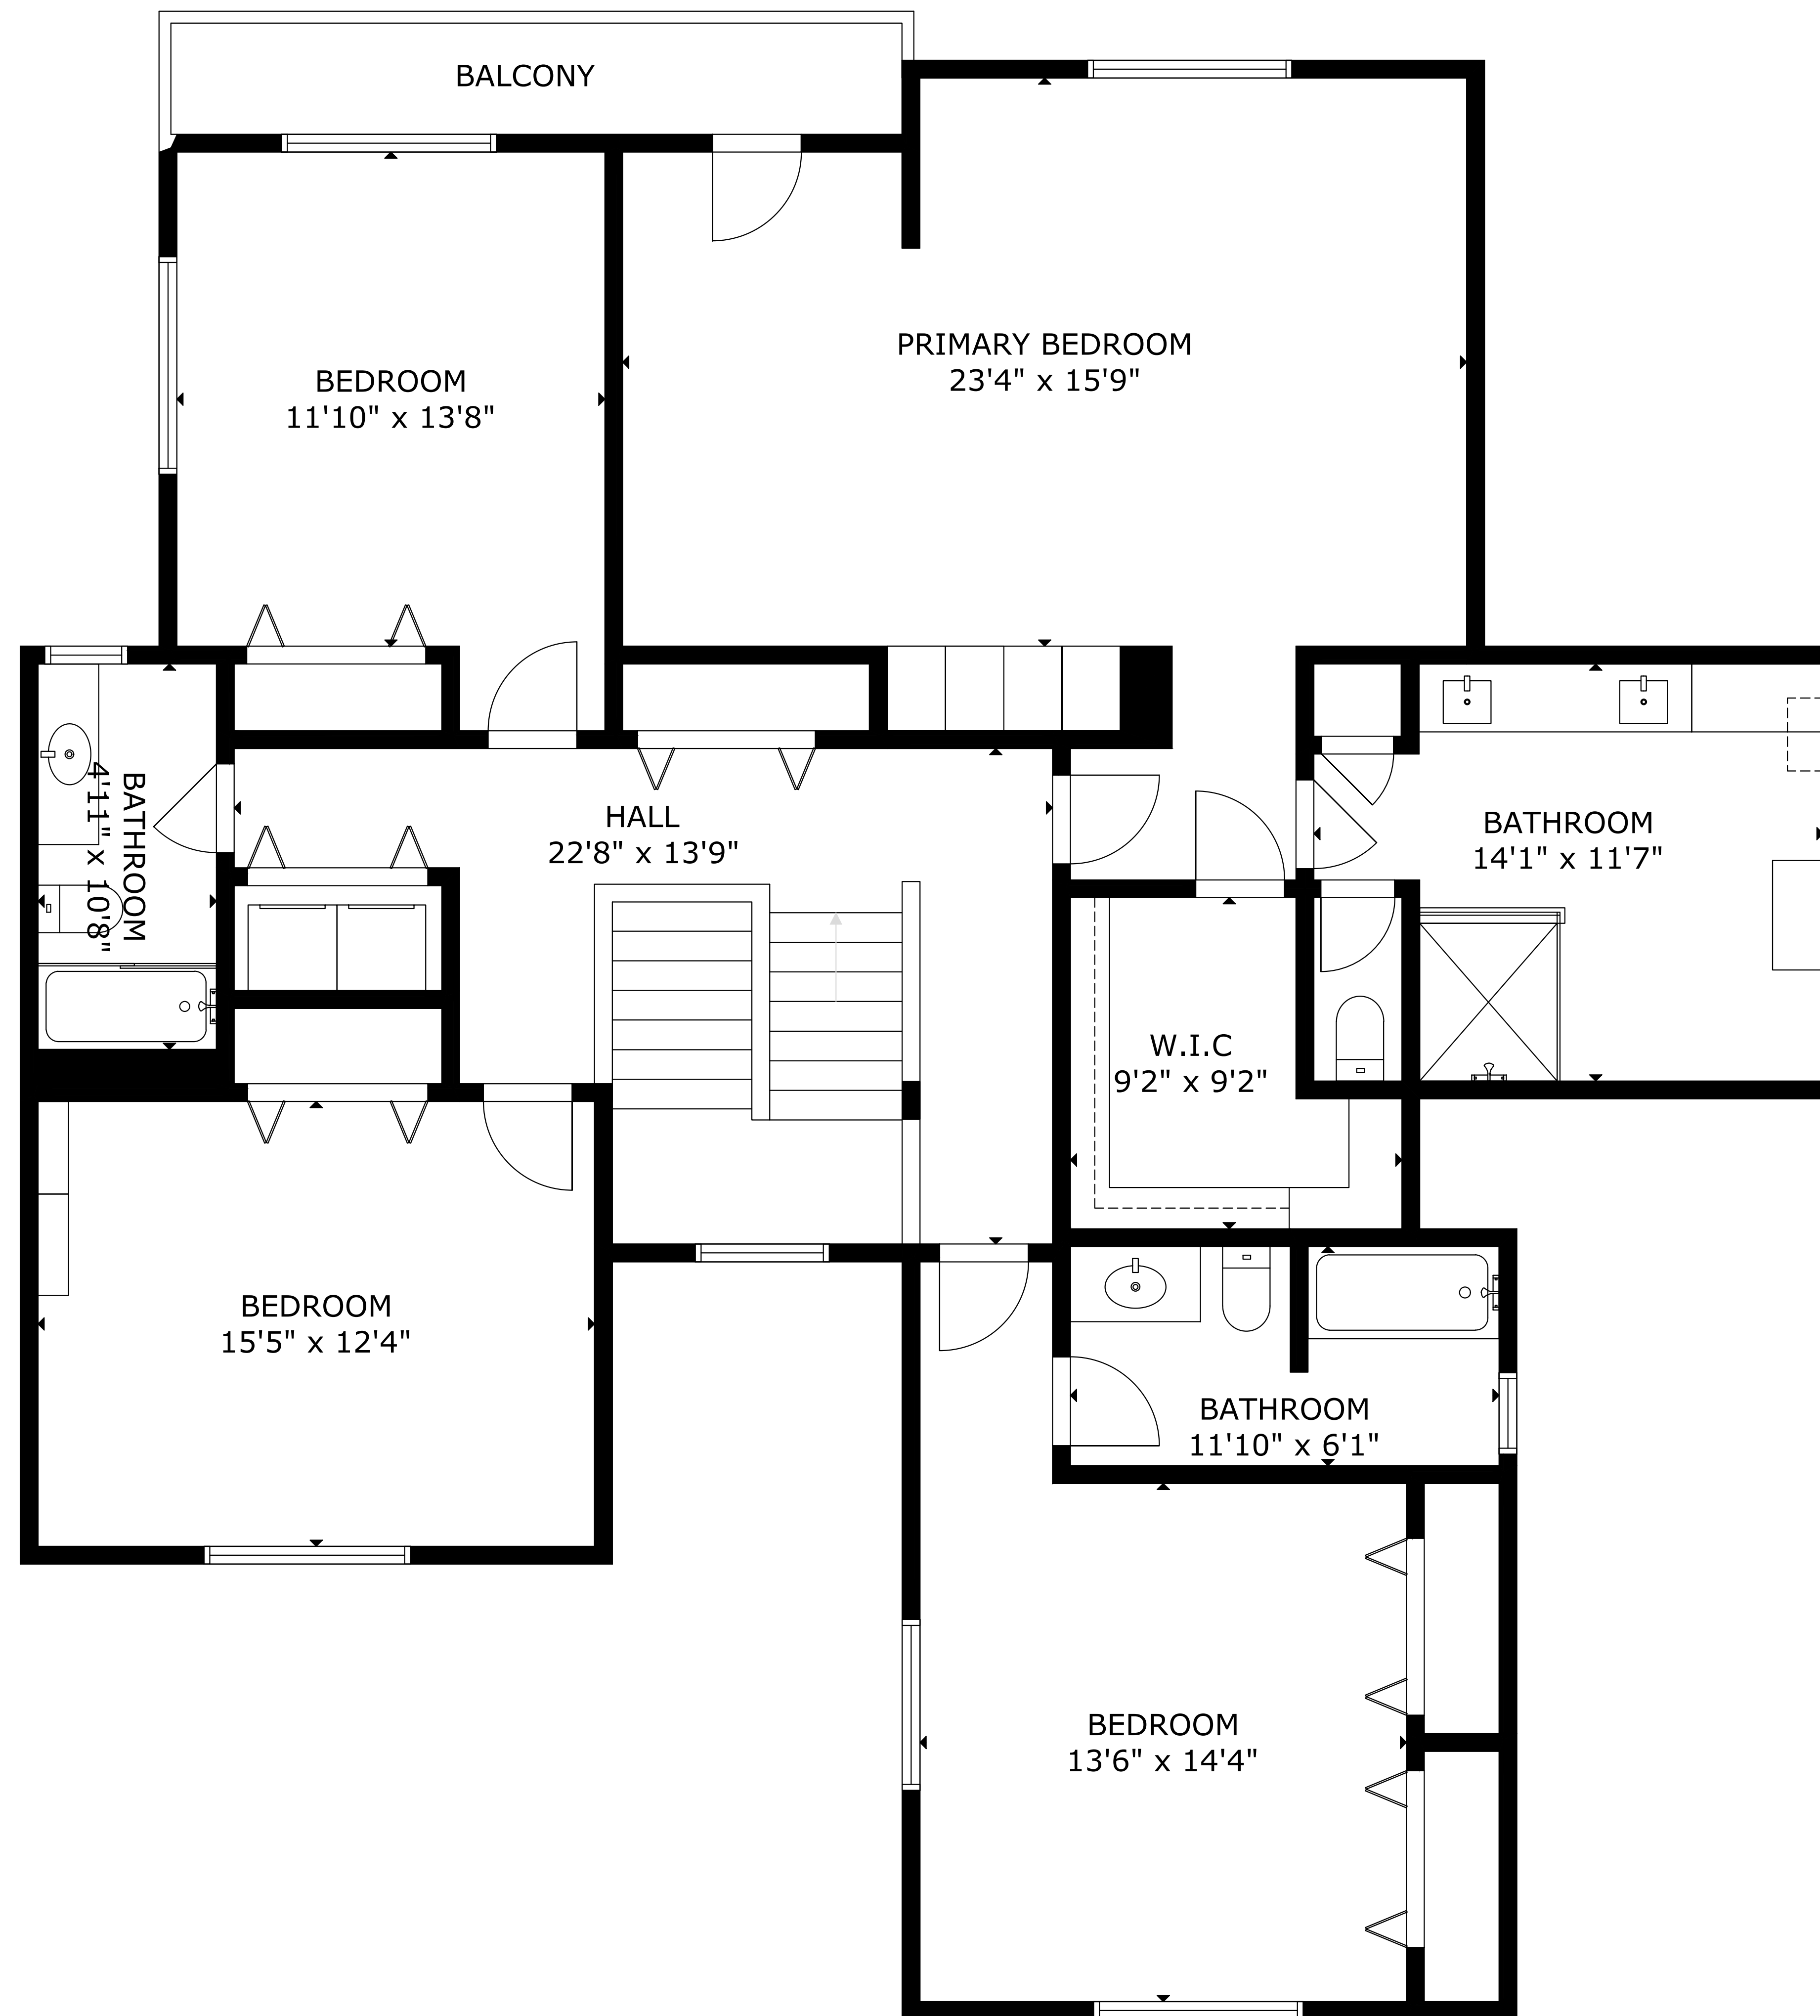 BALCONY
PRIMARY BEDROOM
23'4" x 15'9"
BEDROOM
11'10" x 13'8"
BATHROOM
4'11" x 10'8"
HALL
22'8" x 13'9"
BATHROOM
14'1" x 11'7"
W.I.C
9'2" x 9'2"
BEDROOM
15'5" x 12'4"
BATHROOM
11'10" x 6'1"
BEDROOM
13'6" x 14'4"